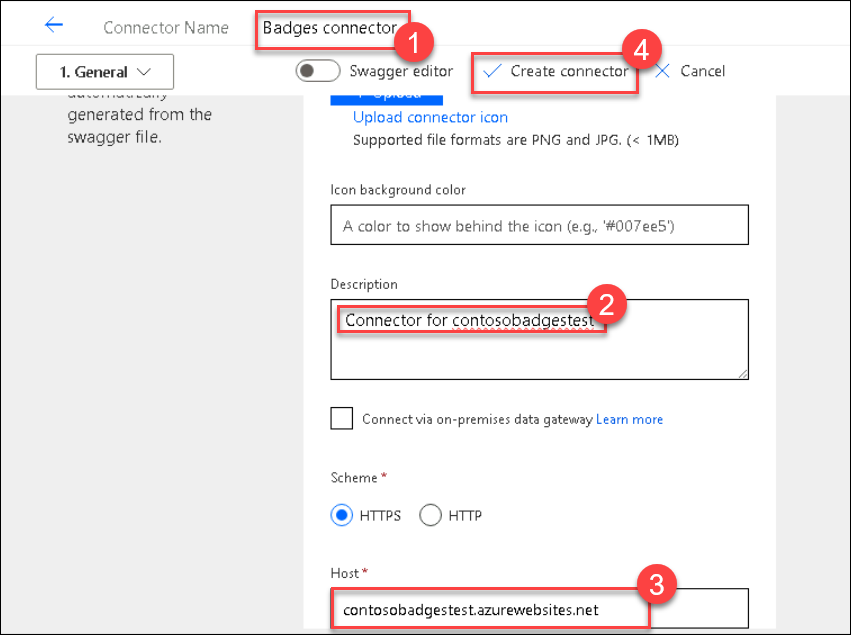 Connector Name Badges connector 1
4
1. General Swagger editor Create connector Cancel
automatically
generated from the
swagger file.
Upload
Upload connector icon
Supported file formats are PNG and JPG. (< 1MB)
Icon background color
A color to show behind the icon (e.g., '#007ee5')
Description
2
Connector for contosobadgestest
Connect via on-premises data gateway Learn more
Scheme *
HTTPS HTTP
Host *
3
contosobadgestest.azurewebsites.net